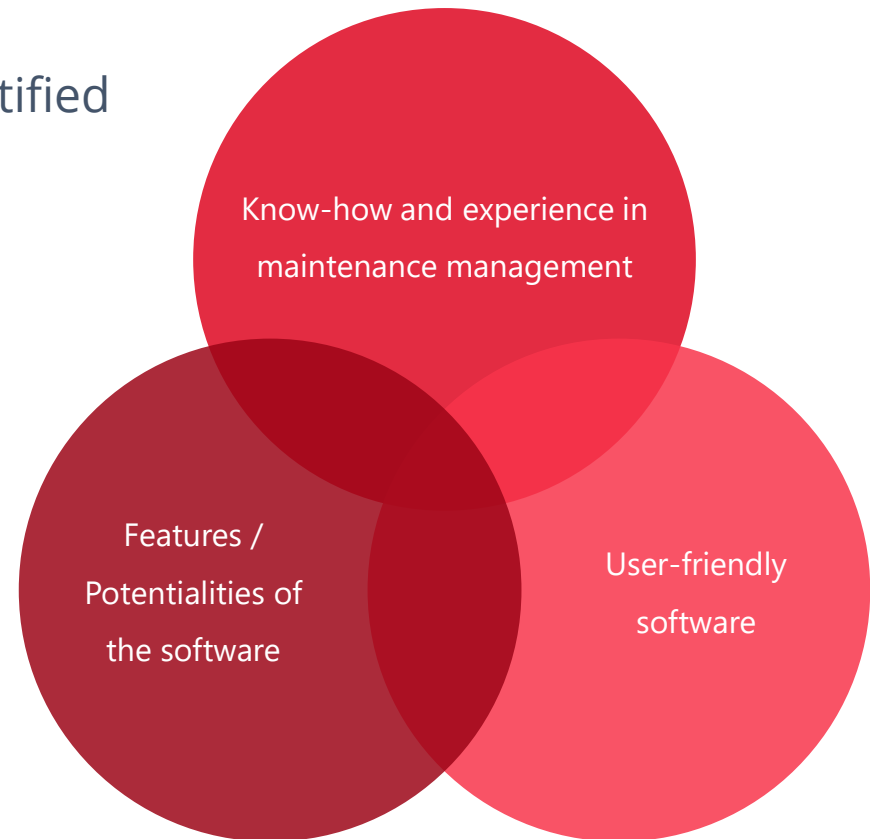 tified
Know-how and experience in
maintenance management
Features /
Potentialities of
the software
User-friendly
software